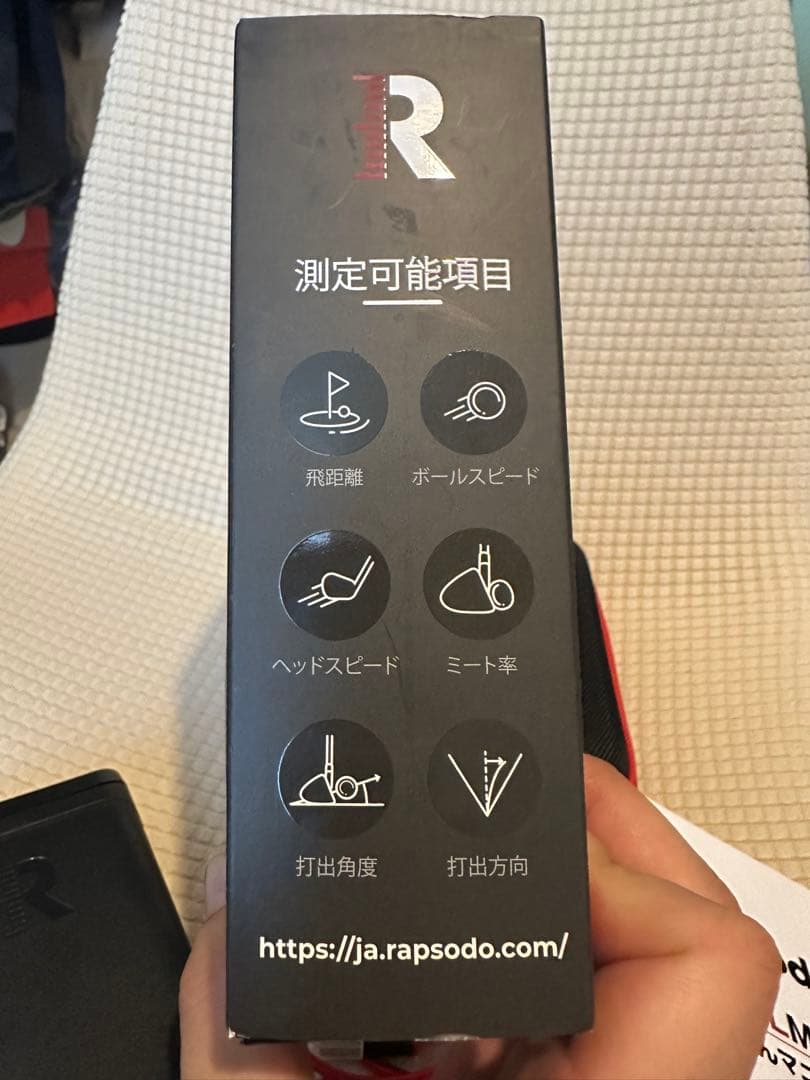 R
測定可能項目
飛距離 ボールスピード
ヘッドスピード ミート率
打出角度 打出方向
https://ja.rapsodo.com/
R